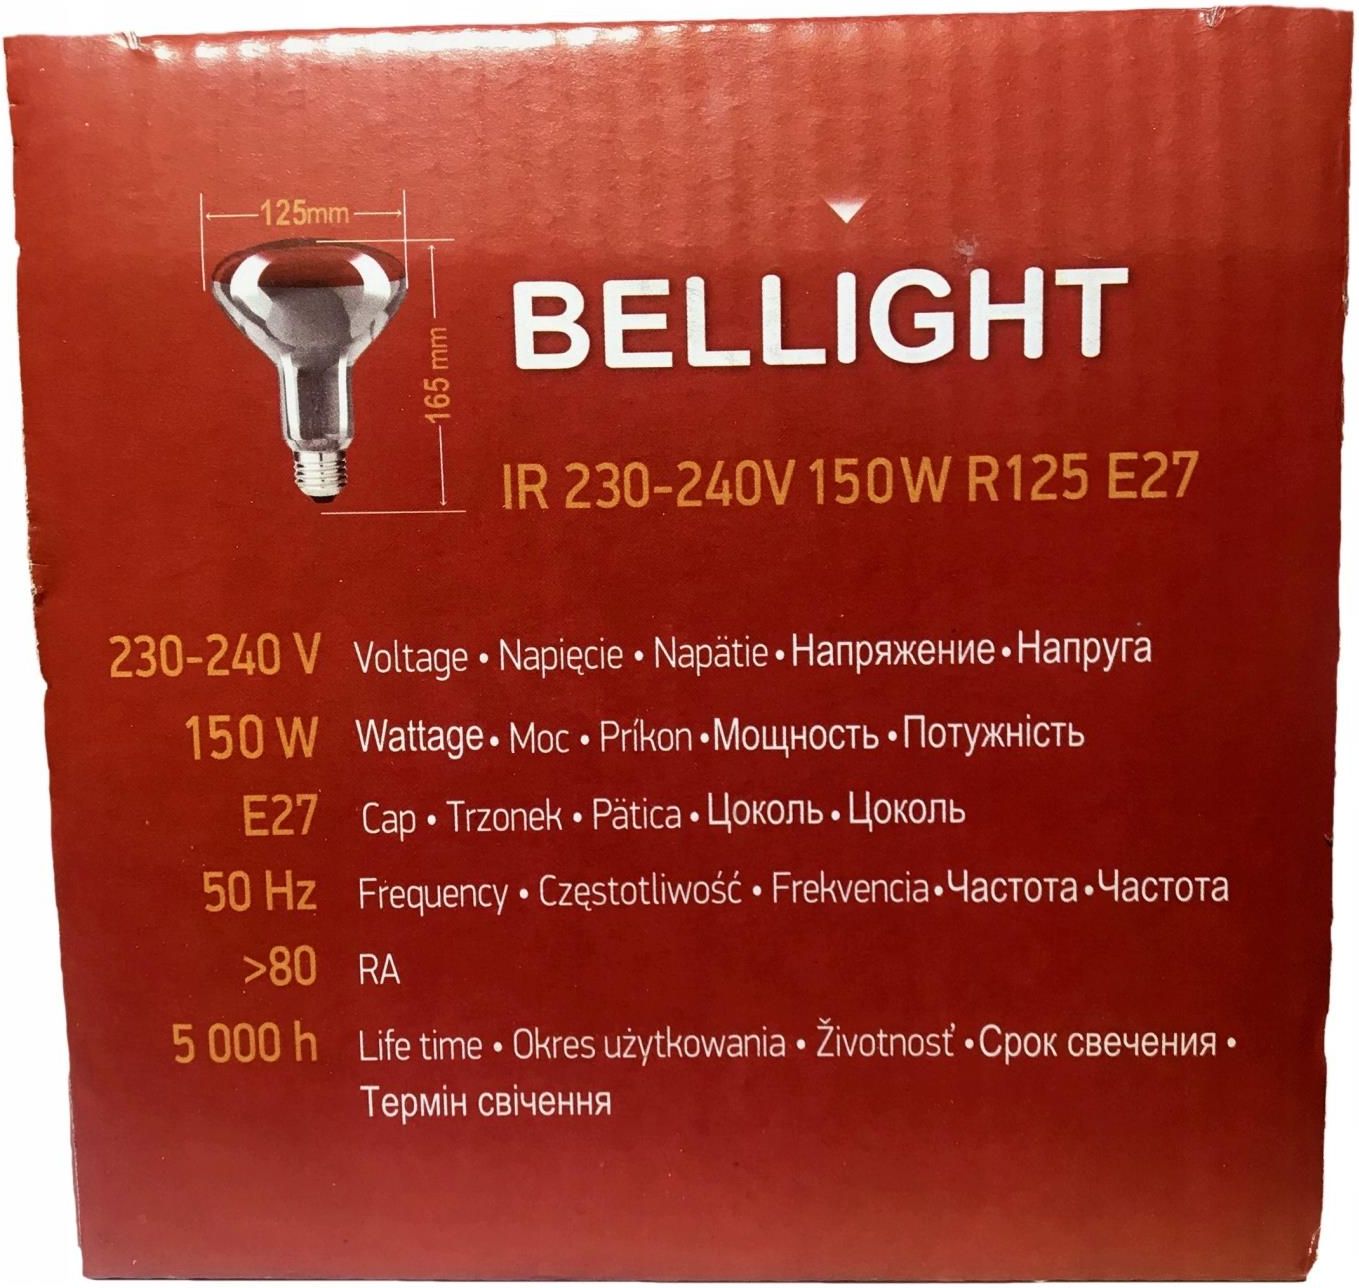 125mm
165 mm
BELLIGHT
IR 230-240V 150W R125 E27
230-240 V Voltage • Napięcie • Napätie • Напряжение • Напруга
150 W Wattage • Moc • Príkon • Мощность • Потужність
E27 Cap • Trzonek • Pätica • Цоколь • Цоколь
50 Hz Frequency • Częstotliwość • Frekvencia • Частота • Частота
>80 RA
5 000 h Life time • Okres użytkowania • Životnosť • Срок свечения •
Термін свічення